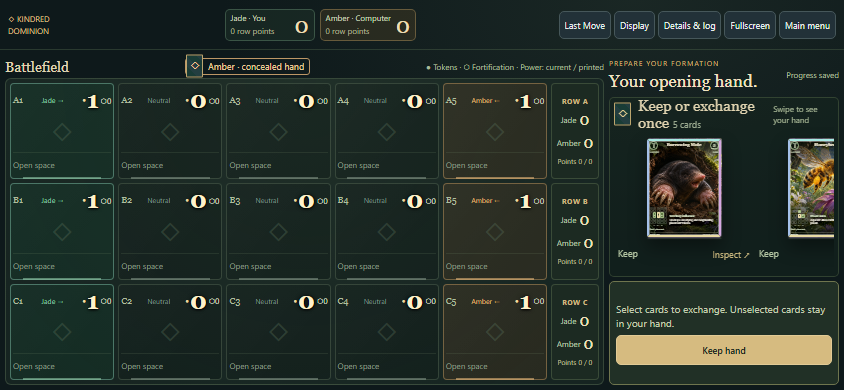 ◇ KINDRED
DOMINION
Jade · You
0 row points
0
Amber · Computer
0 row points
0
Last Move
Display
Details & log
Fullscreen
Main menu
Battlefield
Amber · concealed hand
● Tokens · ⬡ Fortification · Power: current / printed
A1 Jade → •1 ⬡0
Open space
A2 Neutral •0 ⬡0
Open space
A3 Neutral •0 ⬡0
Open space
A4 Neutral •0 ⬡0
Open space
A5 Amber ← •1 ⬡0
Open space
ROW A
Jade 0
Amber 0
Points 0 / 0
B1 Jade → •1 ⬡0
Open space
B2 Neutral •0 ⬡0
Open space
B3 Neutral •0 ⬡0
Open space
B4 Neutral •0 ⬡0
Open space
B5 Amber ← •1 ⬡0
Open space
ROW B
Jade 0
Amber 0
Points 0 / 0
C1 Jade → •1 ⬡0
Open space
C2 Neutral •0 ⬡0
Open space
C3 Neutral •0 ⬡0
Open space
C4 Neutral •0 ⬡0
Open space
C5 Amber ← •1 ⬡0
Open space
ROW C
Jade 0
Amber 0
Points 0 / 0
PREPARE YOUR FORMATION
Your opening hand.
Progress saved
Keep or exchange
once 5 cards
Swipe to see
your hand
Keep
Inspect ↗
Keep
Select cards to exchange. Unselected cards stay
in your hand.
Keep hand